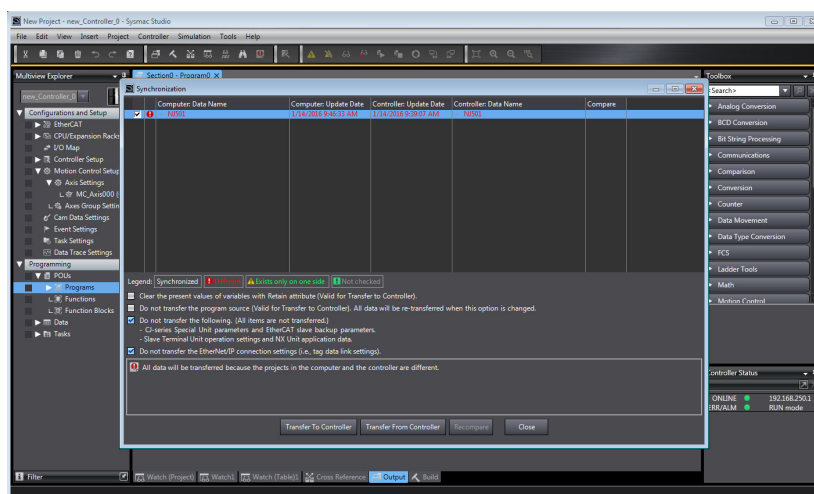 New Project - new_Controller_0 - Sysmac Studio
File Edit View Insert Project Controller Simulation Tools Help
Multiview Explorer
Section0 - Program0
Toolbox
new_Controller_0
Synchronization
<Search>
Configurations and Setup
EtherCAT
CPU/Expansion Racks
I/O Map
Controller Setup
Motion Control Setup
Axis Settings
MC_Axis000 (
Axes Group Settin
Cam Data Settings
Event Settings
Task Settings
Data Trace Settings
Programming
POUs
Programs
Functions
Function Blocks
Data
Tasks
Computer: Data Name Computer: Update Date Controller: Update Date Controller: Data Name Compare
NJ501 1/14/2016 9:46:33 AM 1/14/2016 9:39:07 AM NJ501
Legend: Synchronized Exists only on one side Not checked
Clear the present values of variables with Retain attribute (Valid for Transfer to Controller).
Do not transfer the program source (Valid for Transfer to Controller). All data will be re-transferred when this option is changed.
Do not transfer the following. (All items are not transferred.)
- CJ-series Special Unit parameters and EtherCAT slave backup parameters.
- Slave Terminal Unit operation settings and NX Unit application data.
Do not transfer the EtherNet/IP connection settings (i.e., tag data link settings).
All data will be transferred because the projects in the computer and the controller are different.
Transfer To Controller Transfer From Controller Recompare Close
Analog Conversion
BCD Conversion
Bit String Processing
Communications
Comparison
Conversion
Counter
Data Movement
Data Type Conversion
FCS
Ladder Tools
Math
Motion Control
Controller Status
ONLINE 192.168.250.1
ERR/ALM RUN mode
Filter
Watch (Project) Watch1 Watch (Table)1 Cross Reference Output Build